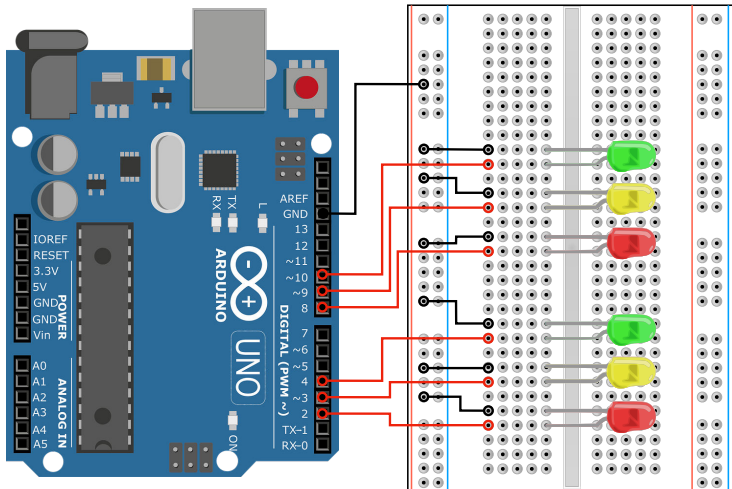 RX
TX
L
AREF
GND
13
12
~11
~10
~9
8
7
~6
~5
4
~3
2
TX-1
RX-0
DIGITAL (PWM ~)
ARDUINO
UNO
ON
IOREF
RESET
3.3V
5V
GND
GND
Vin
POWER
A0
A1
A2
A3
A4
A5
ANALOG IN